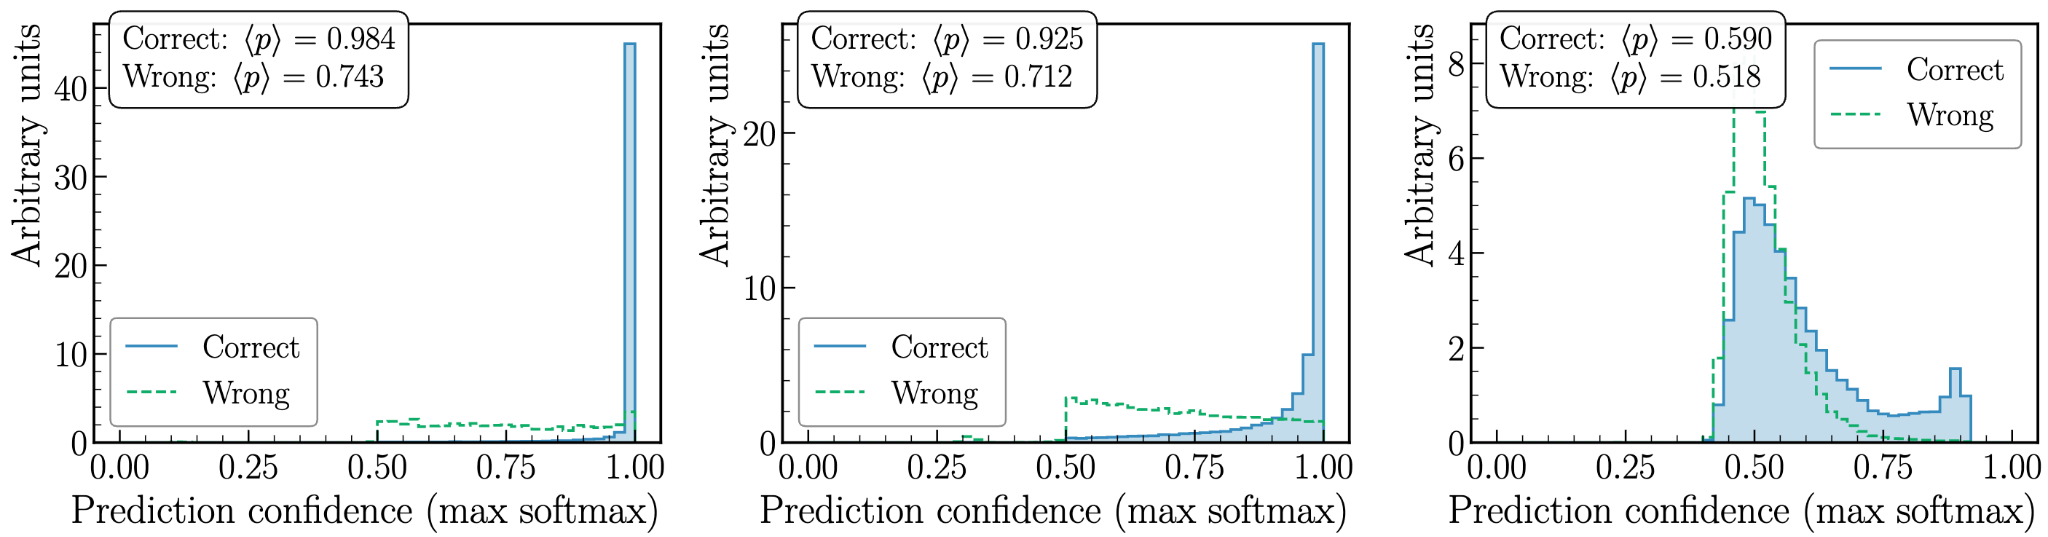 Correct: ⟨p⟩ = 0.984
Wrong: ⟨p⟩ = 0.743
Arbitrary units
40
30
20
10
0
Correct
Wrong
0.00 0.25 0.50 0.75 1.00
Prediction confidence (max softmax)
Correct: ⟨p⟩ = 0.925
Wrong: ⟨p⟩ = 0.712
Arbitrary units
20
10
0
Correct
Wrong
0.00 0.25 0.50 0.75 1.00
Prediction confidence (max softmax)
Correct: ⟨p⟩ = 0.590
Wrong: ⟨p⟩ = 0.518
Correct
Wrong
Arbitrary units
8
6
4
2
0
0.00 0.25 0.50 0.75 1.00
Prediction confidence (max softmax)